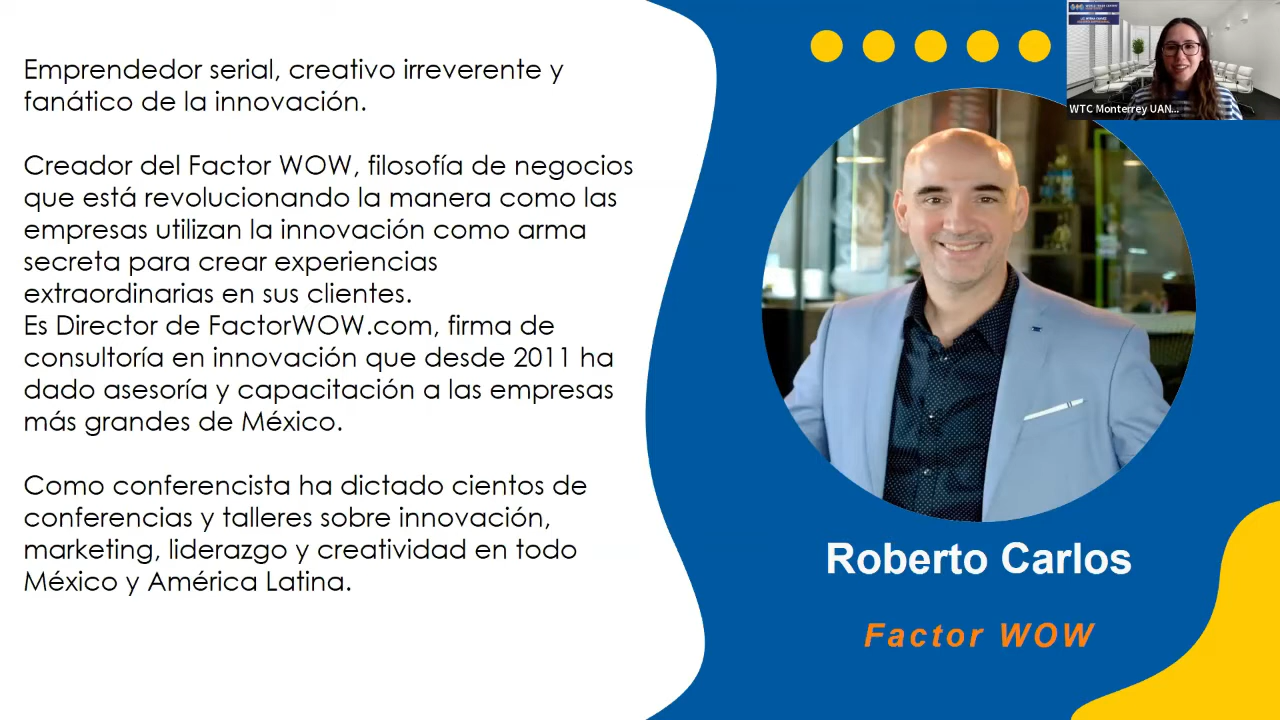 Emprendedor serial, creativo irreverente y
fanático de la innovación.
Creador del Factor WOW, filosofía de negocios
que está revolucionando la manera como las
empresas utilizan la innovación como arma
secreta para crear experiencias
extraordinarias en sus clientes.
Es Director de FactorWOW.com, firma de
consultoría en innovación que desde 2011 ha
dado asesoría y capacitación a las empresas
más grandes de México.
Como conferencista ha dictado cientos de
conferencias y talleres sobre innovación,
marketing, liderazgo y creatividad en todo
México y América Latina.
Roberto Carlos
Factor WOW
WTC Monterrey UAN...